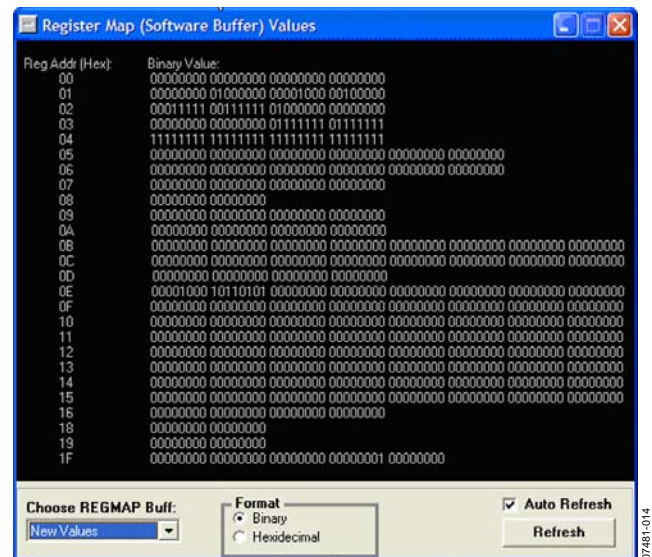 Register Map (Software Buffer) Values
Reg Addr (Hex): Binary Value:
00 00000000 00000000 00000000 00000000
01 00000000 01000000 00001000 00100000
02 00011111 00111111 01000000 00000000
03 00000000 00000000 01111111 01111111
04 11111111 11111111 11111111 11111111
05 00000000 00000000 00000000 00000000 00000000 00000000
06 00000000 00000000 00000000 00000000 00000000 00000000
07 00000000 00000000 00000000 00000000
08 00000000 00000000
09 00000000 00000000 00000000 00000000
0A 00000000 00000000 00000000 00000000
0B 00000000 00000000 00000000 00000000 00000000 00000000 00000000 00000000
0C 00000000 00000000 00000000 00000000 00000000 00000000 00000000 00000000
0D 00000000 00000000 00000000 00000000
0E 00001000 10110101 00000000 00000000 00000000 00000000 00000000 00000000
0F 00000000 00000000 00000000 00000000 00000000 00000000 00000000 00000000
10 00000000 00000000 00000000 00000000 00000000 00000000 00000000 00000000
11 00000000 00000000 00000000 00000000 00000000 00000000 00000000 00000000
12 00000000 00000000 00000000 00000000 00000000 00000000 00000000 00000000
13 00000000 00000000 00000000 00000000 00000000 00000000 00000000 00000000
14 00000000 00000000 00000000 00000000 00000000 00000000 00000000 00000000
15 00000000 00000000 00000000 00000000 00000000 00000000 00000000 00000000
16 00000000 00000000 00000000 00000000
18 00000000 00000000
19 00000000 00000000
1F 00000000 00000000 00000000 00000001 00000000
Choose REGMAP Buff:
New Values
Format
Binary
Hexidecimal
Auto Refresh
Refresh
07481-014